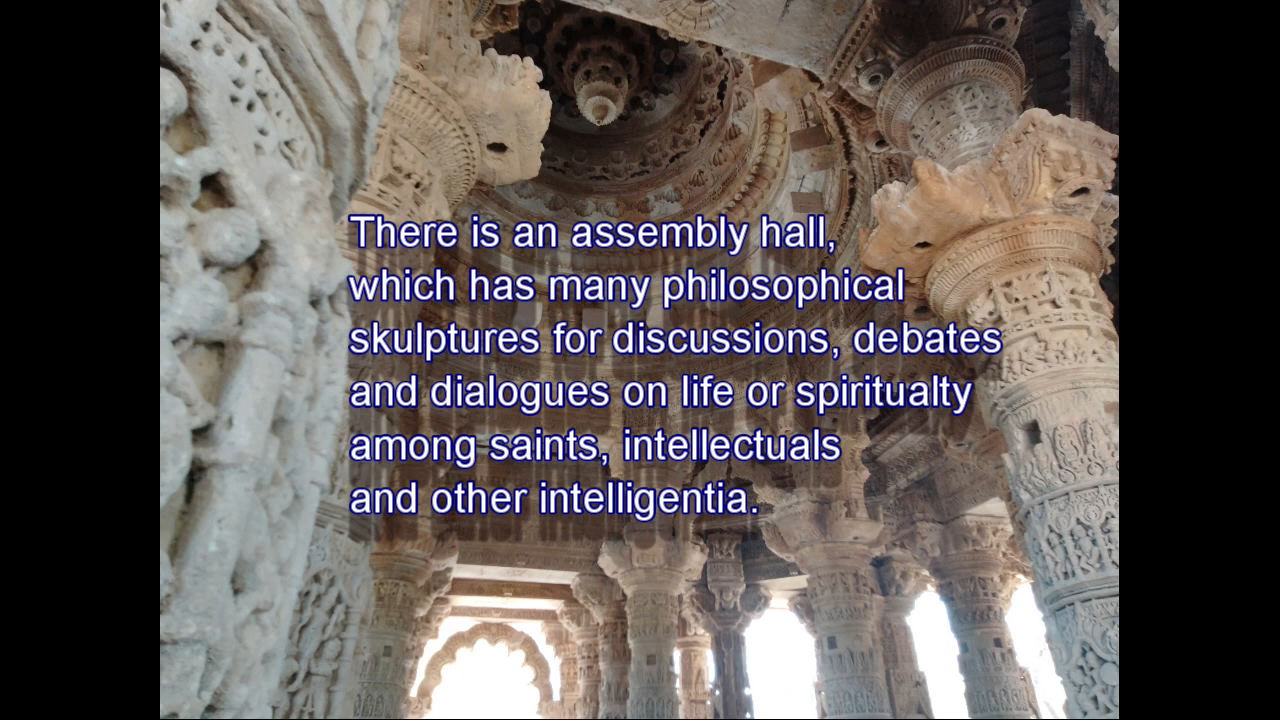 There is an assembly hall,
which has many philosophical
skulptures for discussions, debates
and dialogues on life or spiritualty
among saints, intellectuals
and other intelligentia.